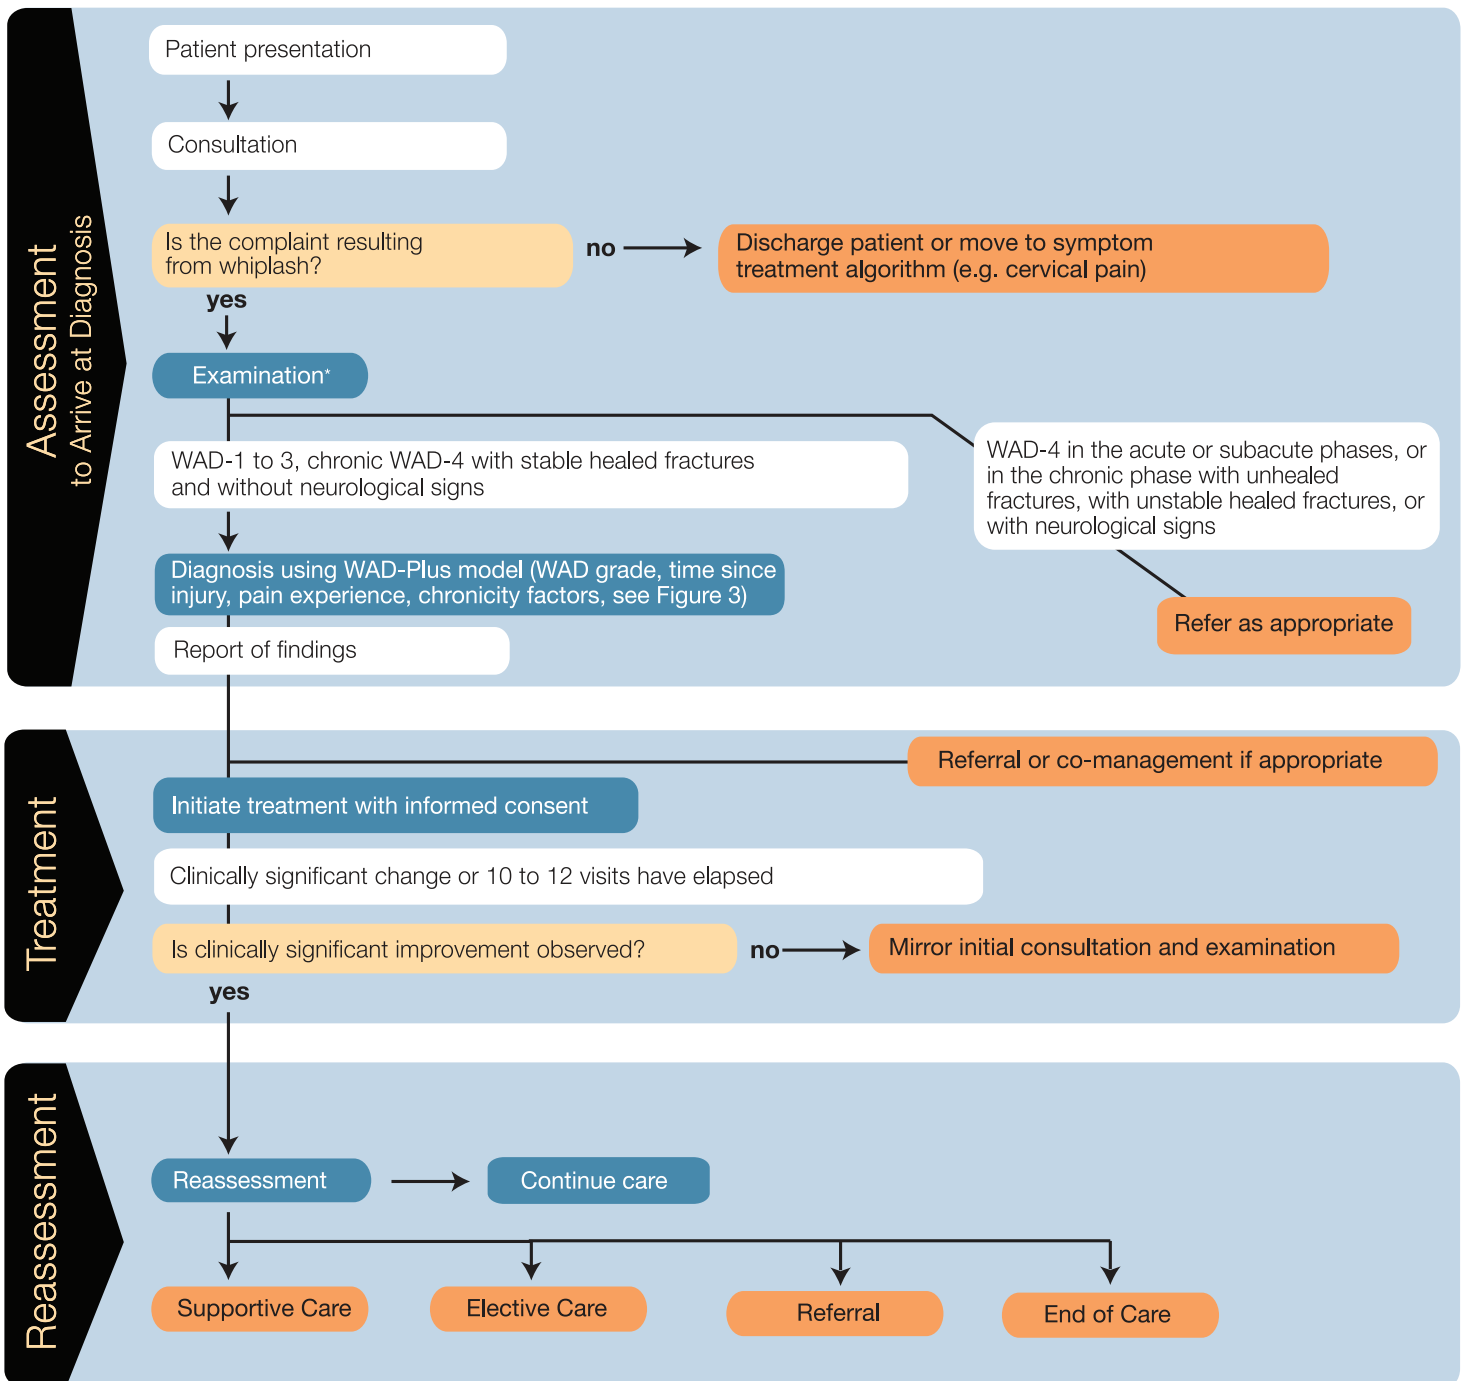 Assessment
to Arrive at Diagnosis
Patient presentation
Consultation
Is the complaint resulting
from whiplash?
no
Discharge patient or move to symptom
treatment algorithm (e.g. cervical pain)
yes
Examination*
WAD-1 to 3, chronic WAD-4 with stable healed fractures
and without neurological signs
WAD-4 in the acute or subacute phases, or
in the chronic phase with unhealed
fractures, with unstable healed fractures, or
with neurological signs
Diagnosis using WAD-Plus model (WAD grade, time since
injury, pain experience, chronicity factors, see Figure 3)
Refer as appropriate
Report of findings
Treatment
Referral or co-management if appropriate
Initiate treatment with informed consent
Clinically significant change or 10 to 12 visits have elapsed
Is clinically significant improvement observed?
no
Mirror initial consultation and examination
yes
Reassessment
Reassessment
Continue care
Supportive Care
Elective Care
Referral
End of Care